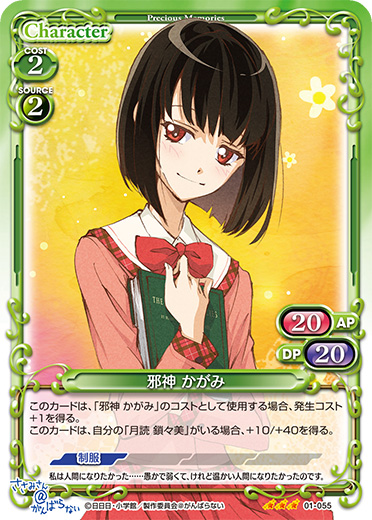 Precious Memories
Character
COST
2
SOURCE
2
THE
20 AP
DP 20
邪神 かがみ
このカードは、「邪神 かがみ」のコストとして使用する場合、発生コスト
+1を得る。
このカードは、自分の「月読 鎖々美」がいる場合、+10/+40を得る。
制服
私は人間になりたかった……愚かで弱くて、けれど温かい人間になりたかったのです。
ささみさん
@
がんばらない
©日日日・小学館／製作委員会@がんばらない
01-055